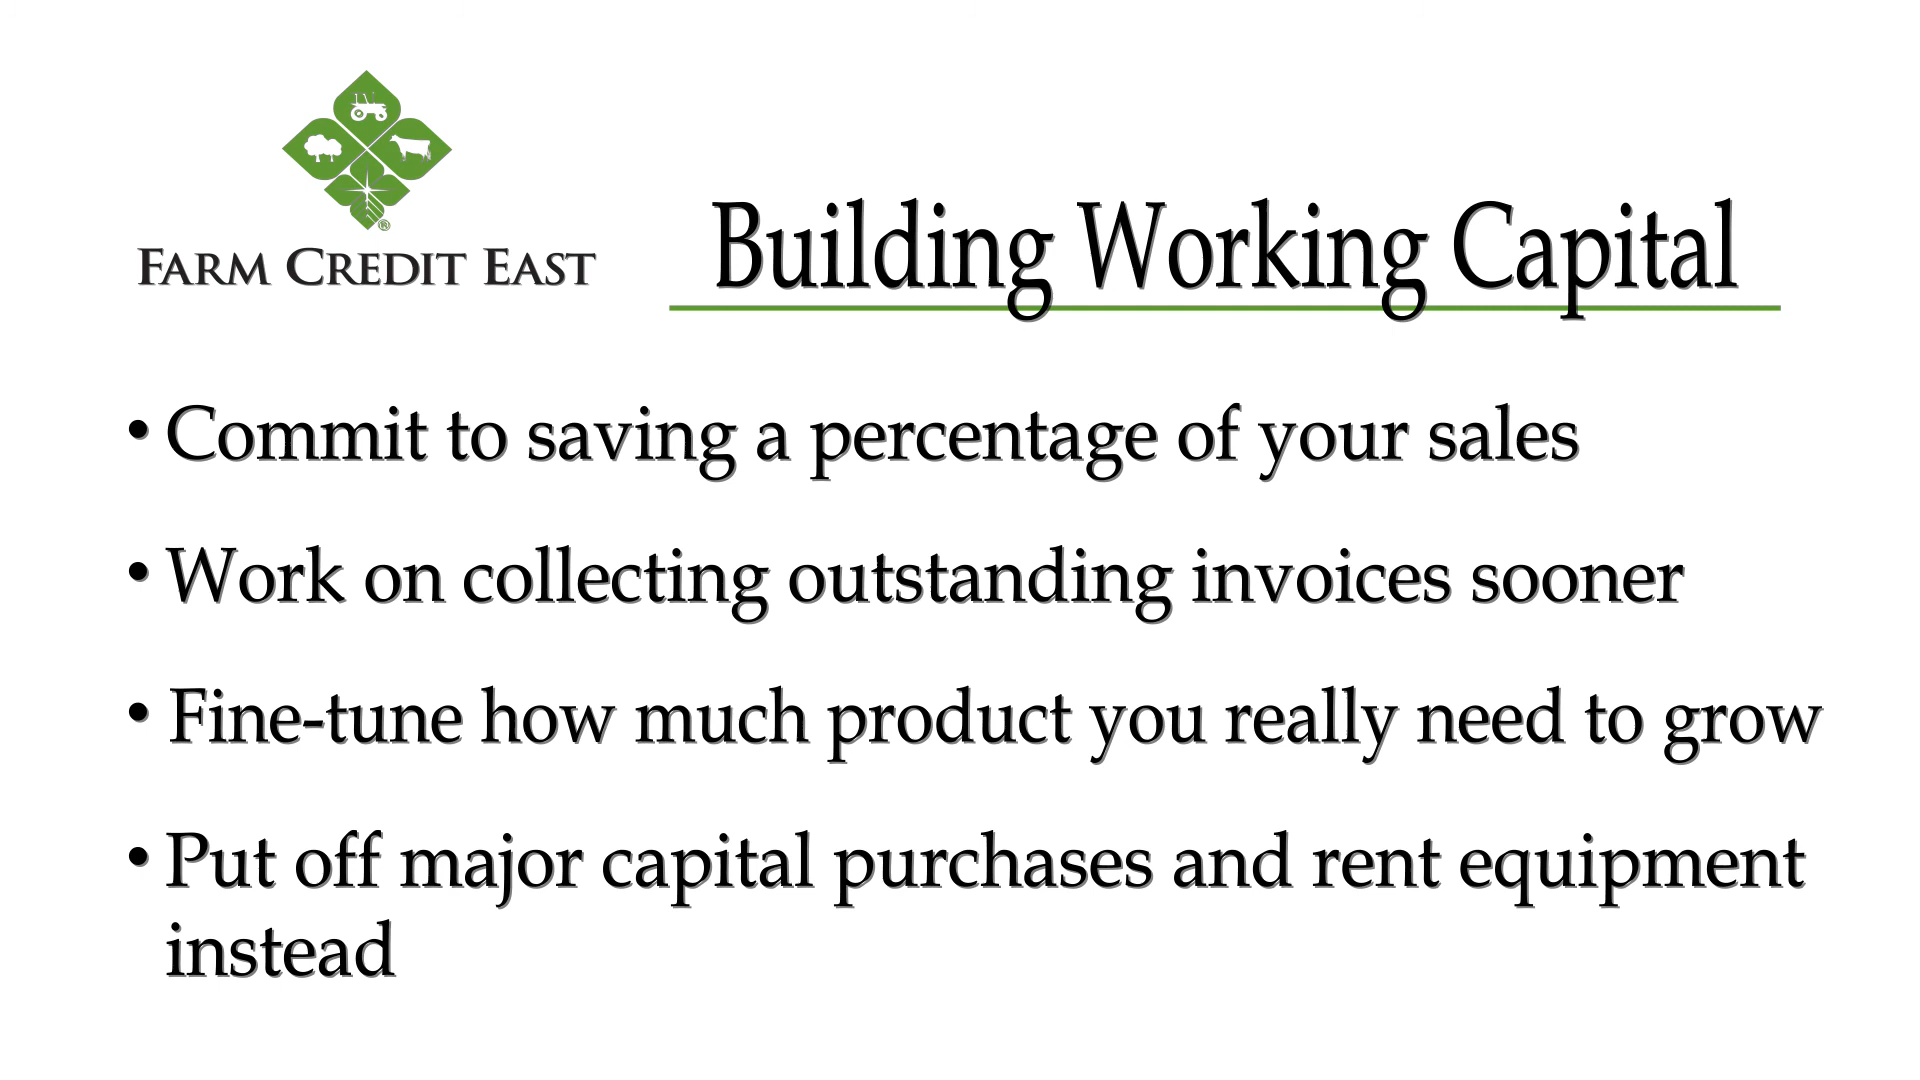 ®
FARM CREDIT EAST
Building Working Capital
• Commit to saving a percentage of your sales
• Work on collecting outstanding invoices sooner
• Fine-tune how much product you really need to grow
• Put off major capital purchases and rent equipment
instead